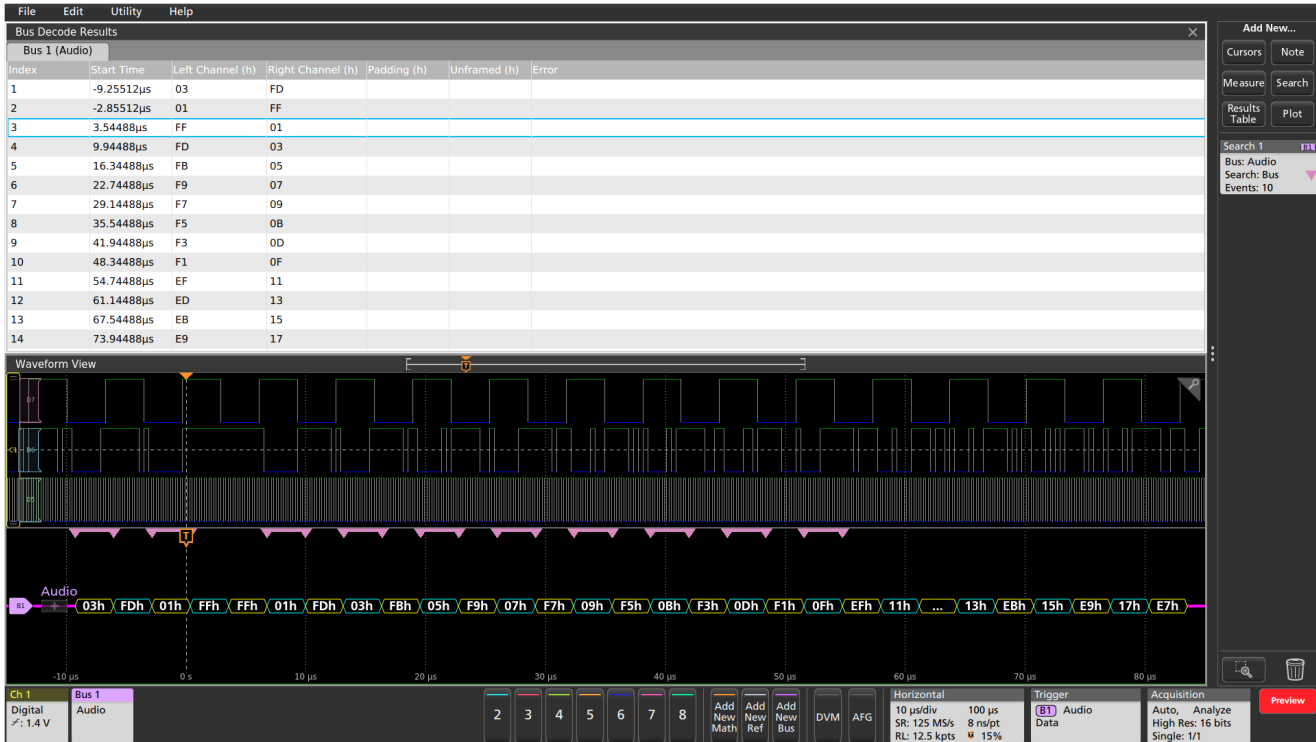 File Edit Utility Help
Bus Decode Results
Bus 1 (Audio)
Index Start Time Left Channel (h) Right Channel (h) Padding (h) Unframed (h) Error
1 -9.25512µs 03 FD
2 -2.85512µs 01 FF
3 3.54488µs FF 01
4 9.94488µs FD 03
5 16.34488µs FB 05
6 22.74488µs F9 07
7 29.14488µs F7 09
8 35.54488µs F5 0B
9 41.94488µs F3 0D
10 48.34488µs F1 0F
11 54.74488µs EF 11
12 61.14488µs ED 13
13 67.54488µs EB 15
14 73.94488µs E9 17
Waveform View
T
D7
C1 D6
D5
T
Audio
B1 + 03h FDh 01h FFh FFh 01h FDh 03h FBh 05h F9h 07h F7h 09h F5h 0Bh F3h 0Dh F1h 0Fh EFh 11h ... 13h EBh 15h E9h 17h E7h
-10 µs 0 s 10 µs 20 µs 30 µs 40 µs 50 µs 60 µs 70 µs 80 µs
Add New...
Cursors Note
Measure Search
Results Table Plot
Search 1 B1
Bus: Audio
Search: Bus
Events: 10
Ch 1
Digital
: 1.4 V
Bus 1
Audio
2 3 4 5 6 7 8
Add New Math
Add New Ref
Add New Bus
DVM AFG
Horizontal
10 µs/div 100 µs
SR: 125 MS/s 8 ns/pt
RL: 12.5 kpts 15%
Trigger
B1 Audio
Data
Acquisition
Auto, Analyze
High Res: 16 bits
Single: 1/1
Preview